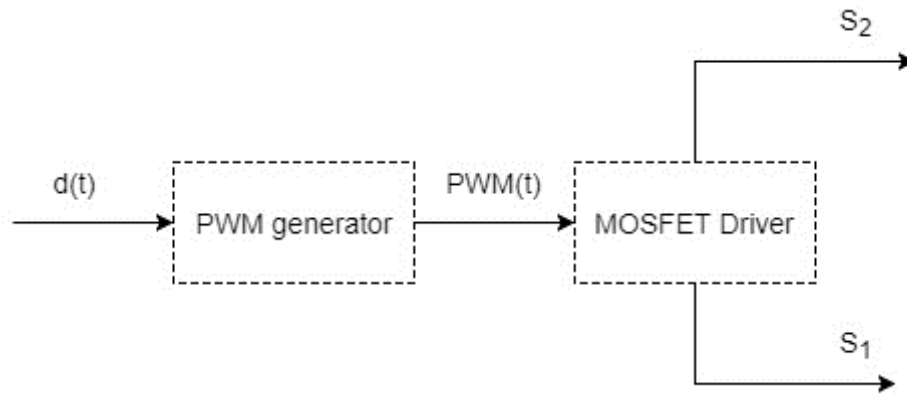 S2
d(t)
PWM generator
PWM(t)
MOSFET Driver
S1